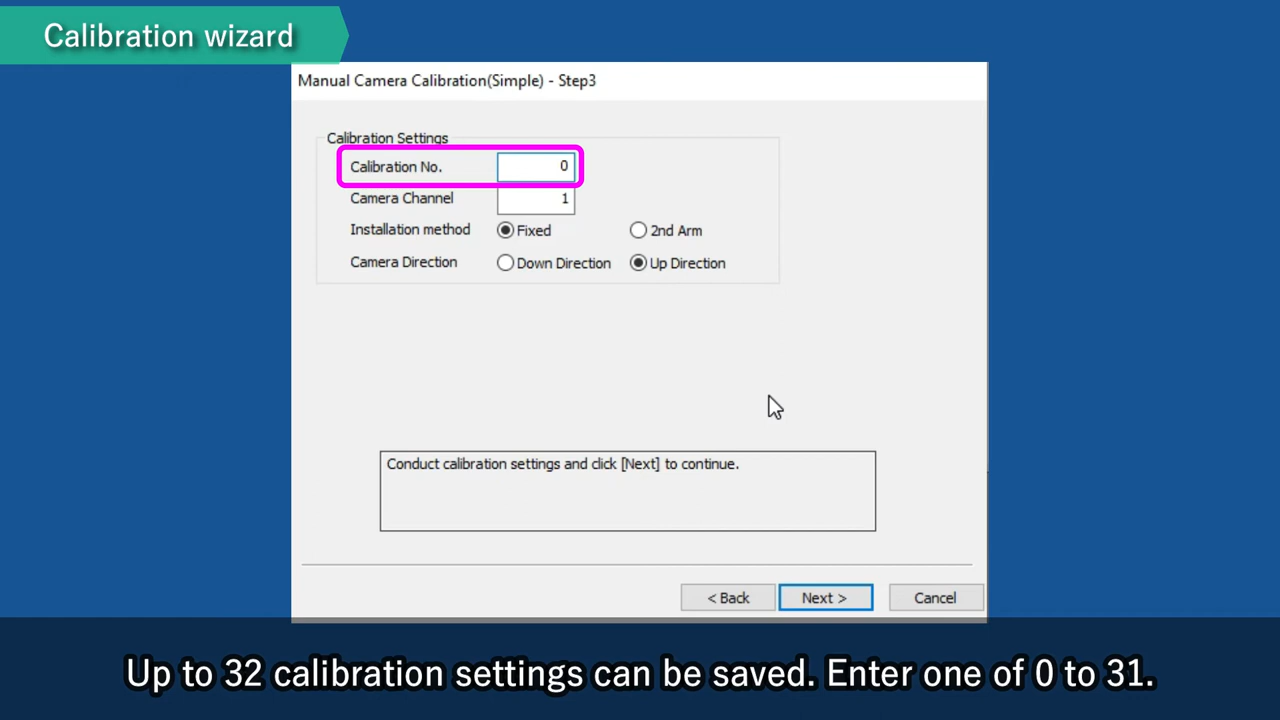 Calibration wizard
Manual Camera Calibration(Simple) - Step3
Calibration Settings
Calibration No. 0
Camera Channel 1
Installation method Fixed 2nd Arm
Camera Direction Down Direction Up Direction
Conduct calibration settings and click [Next] to continue.
< Back Next > Cancel
Up to 32 calibration settings can be saved. Enter one of 0 to 31.